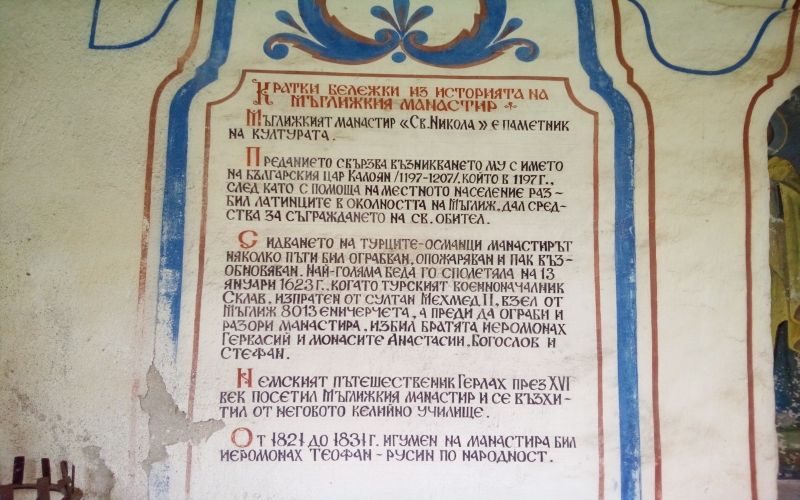 Кратки бележки из историята на
Мъглижкия манастир
Мъглижкият манастир «Св.Никола» е паметник
на културата.
Преданието свързва възникването му с името
на българския цар Калоян /1197-1207/, който в 1197 г.,
след като с помоща на местното население раз-
бил латинците в околността на Мъглиж, дал сред-
ства за съграждането на св. обител.
С идването на турците-османци манастирът
няколко пъти бил ограбван, опожаряван и пак въз-
обновяван. Най-голяма беда го сполетяла на 13
януари 1623 г., когато турският военноначалник
Склав, изпратен от султан Мехмед II, взел от
Мъглиж 8013 еничерчета, а преди да ограби и
разори манастира, избил братята иеромонах
Гервасий и монасите Анастасии, Богослов и
Стефан.
Немският пътешественик Герлах през XVI
век посетил Мъглижкия манастир и се възхи-
тил от неговото келийно училище.
От 1821 до 1831 г. игумен на манастира бил
иеромонах Теофан - русин по народност.